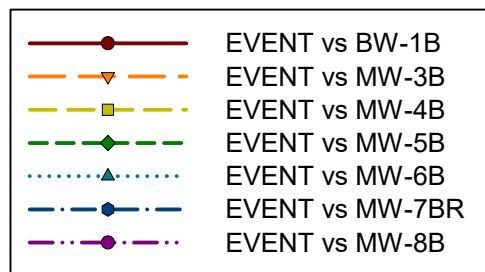 EVENT vs BW-1B
EVENT vs MW-3B
EVENT vs MW-4B
EVENT vs MW-5B
EVENT vs MW-6B
EVENT vs MW-7BR
EVENT vs MW-8B